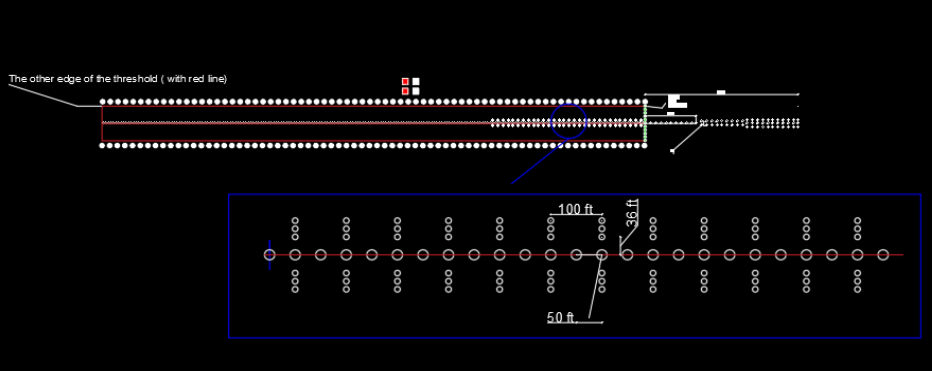 The other edge of the threshold ( with red line)
100 ft
36 ft
50 ft.